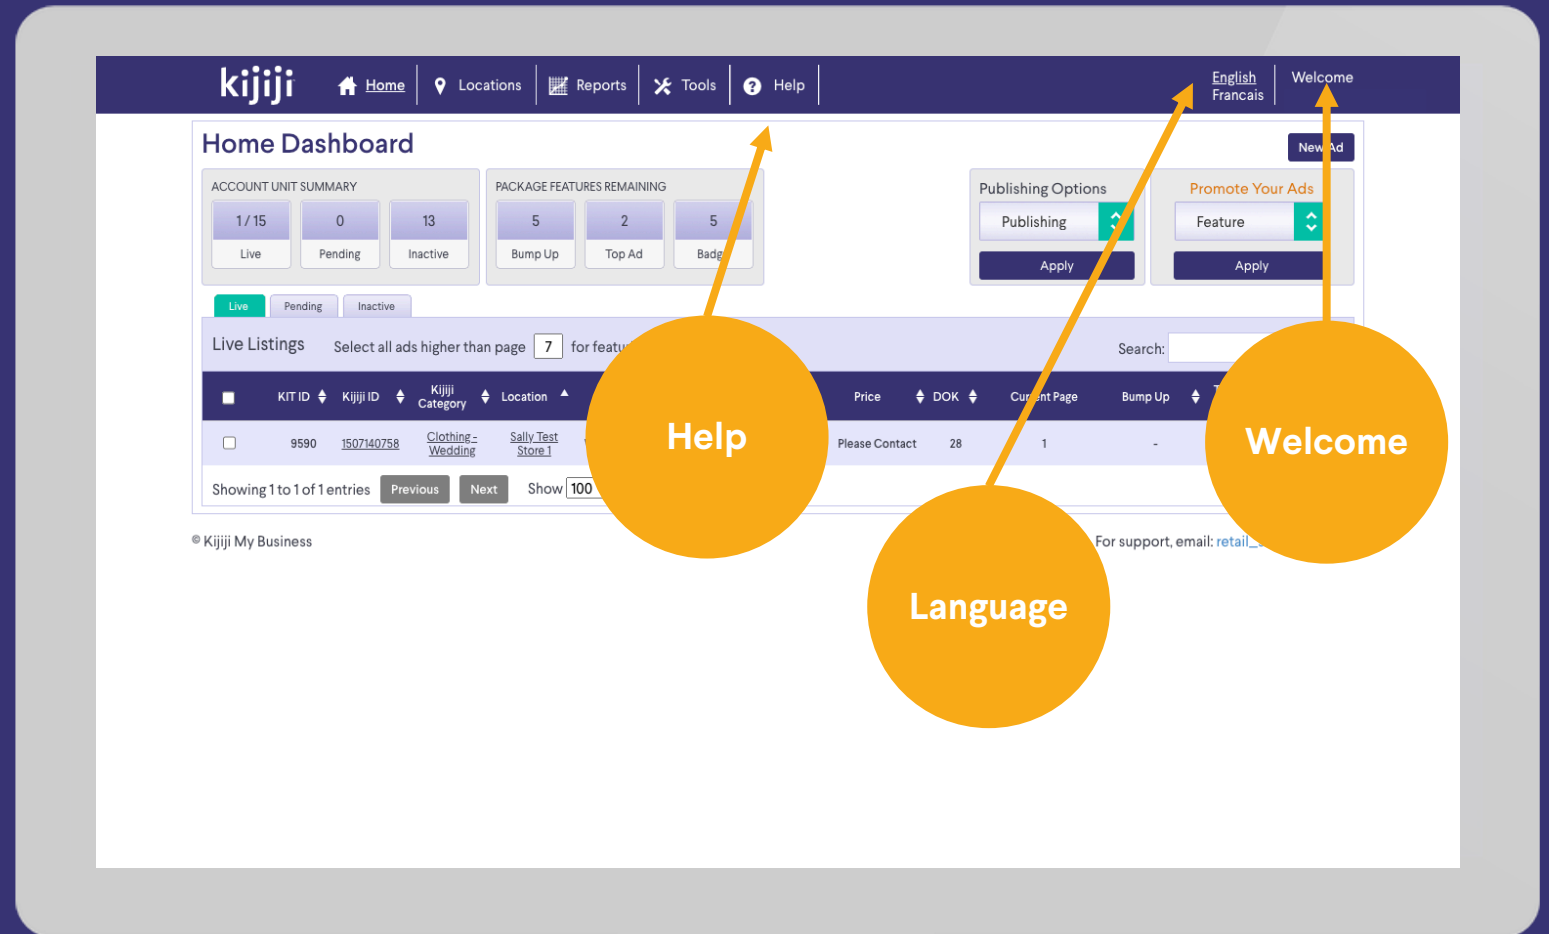 kijiji Home Locations Reports Tools Help English Welcome
Francais
Home Dashboard New Ad
ACCOUNT UNIT SUMMARY PACKAGE FEATURES REMAINING Publishing Options Promote Your Ads
1 / 15 0 13 5 2 5 Publishing Feature
Live Pending Inactive Bump Up Top Ad
Apply Apply
Live Pending Inactive
Live Listings Select all ads higher than page 7 for Search:
KIT ID Kijiji ID Kijiji Category Location Price DOK Current Page Bump Up
9590 1507140758 Clothing - Wedding Sally Test Store 1 Please Contact 28 1 -
Help
Welcome
Showing 1 to 1 of 1 entries Previous Next Show 100
© Kijiji My Business For support, email:
Language